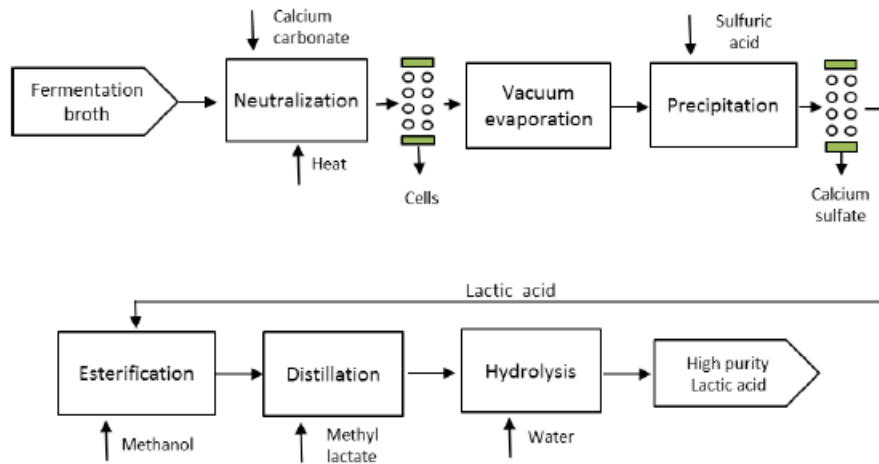 Calcium
carbonate
Sulfuric
acid
Fermentation
broth
Neutralization
Vacuum
evaporation
Precipitation
Heat
Cells
Calcium
sulfate
Lactic acid
Esterification
Distillation
Hydrolysis
High purity
Lactic acid
Methanol
Methyl
lactate
Water